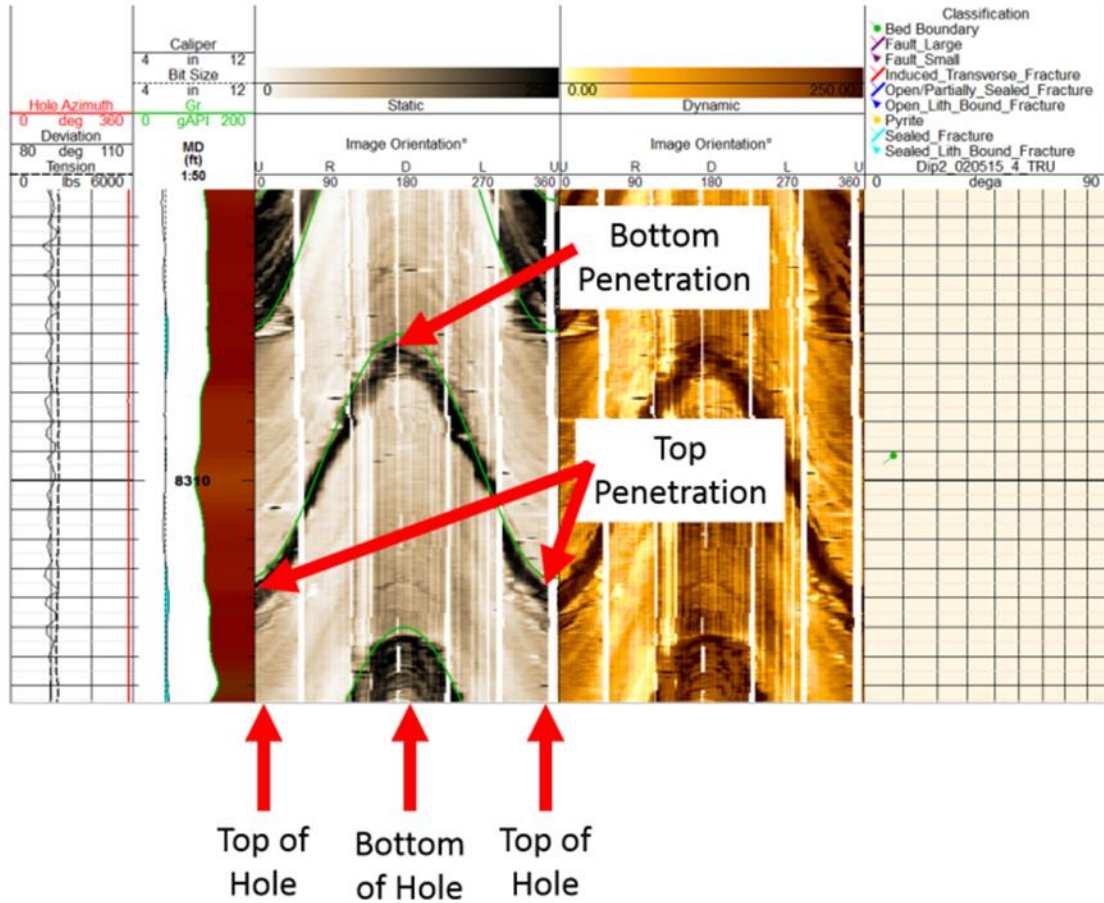 Classification
Bed Boundary
Fault_Large
Fault_Small
Induced_Transverse_Fracture
Open/Partially_Sealed_Fracture
Open_Lith_Bound_Fracture
Pyrite
Sealed_Fracture
Sealed_Lith_Bound_Fracture
Dip2_020515_4_TRU
0 dega 90
Caliper
4 in 12
Bit Size
4 in 12
Gr
0 gAPI 200
Hole Azimuth
0 deg 360
Deviation
80 deg 110
Tension
0 lbs 6000
MD
(ft)
1:50
0
Static
0.00 250.00
Dynamic
Image Orientation°
U R D L U
0 90 180 270 360
Image Orientation°
R D L U
0 90 180 270 360
Bottom
Penetration
Top
Penetration
8310
Top of
Hole
Bottom
of Hole
Top of
Hole